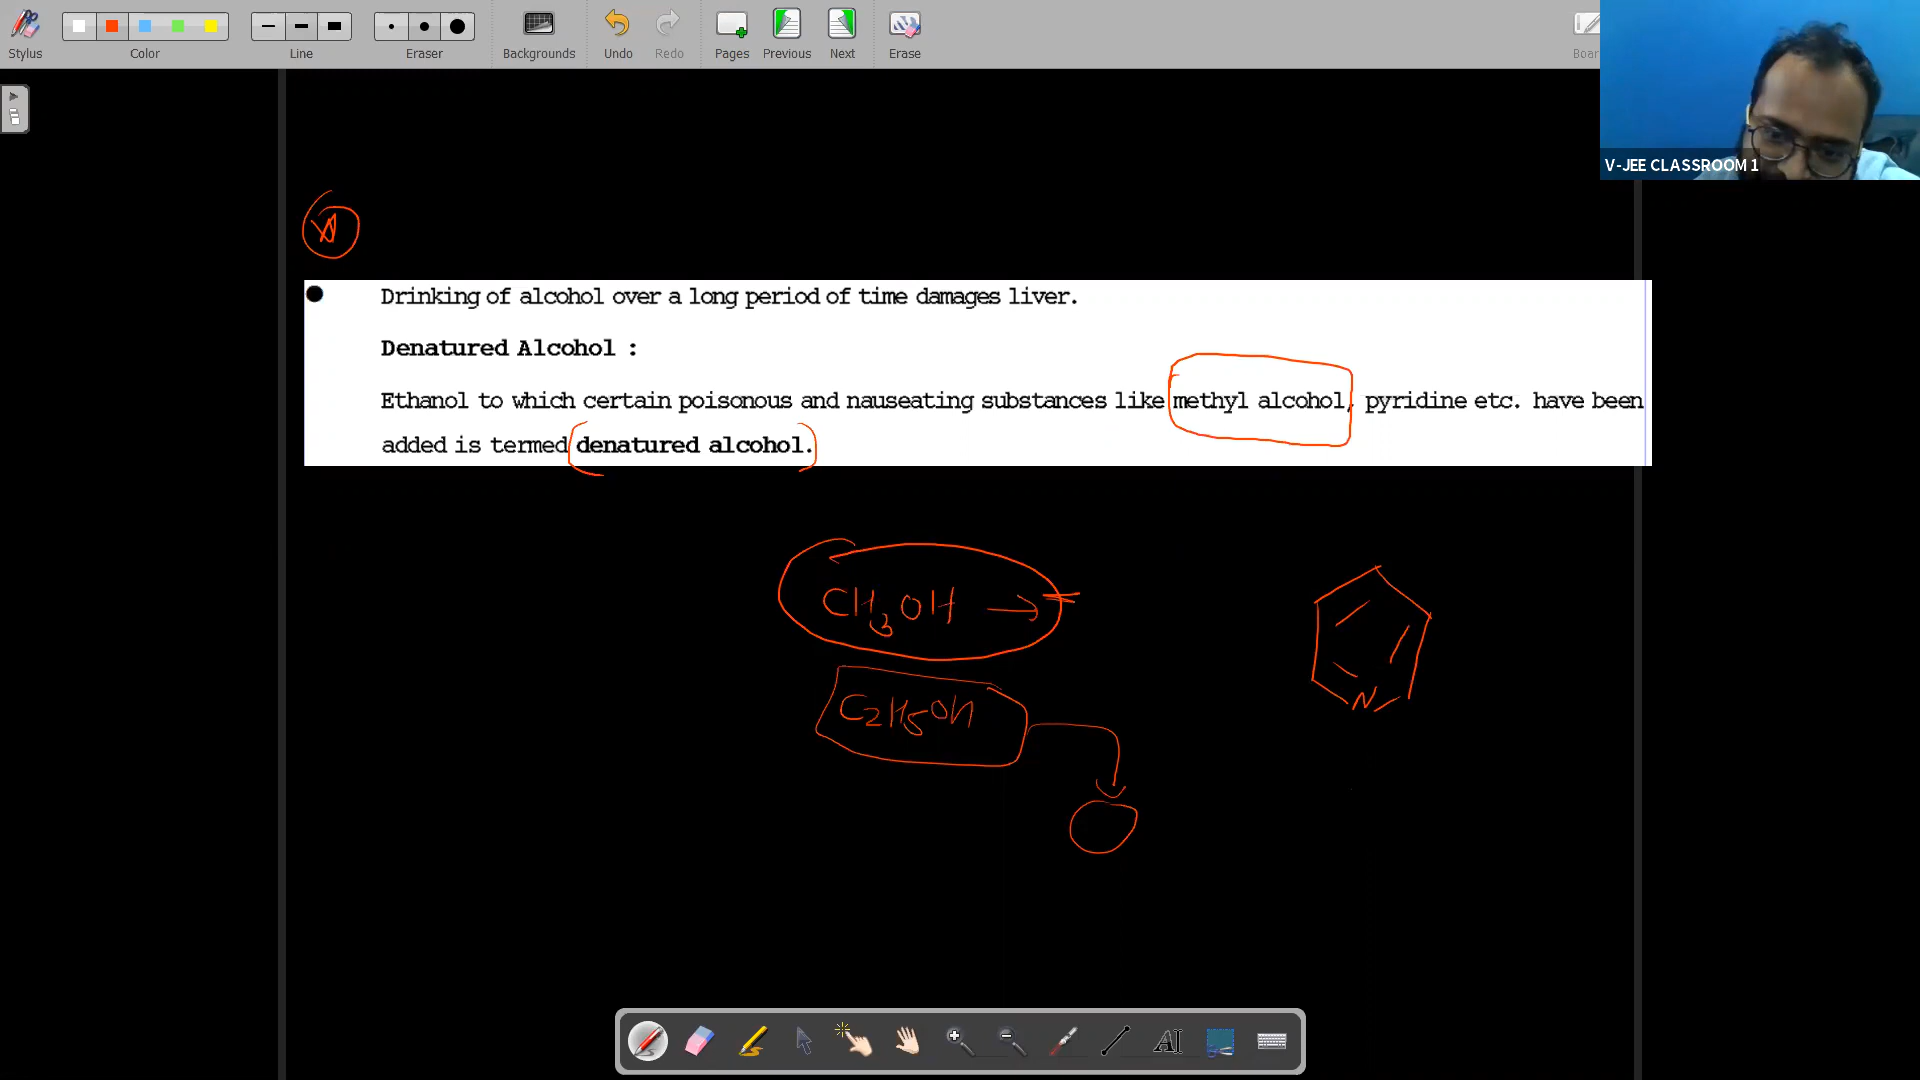 Stylus
Color
Line
Eraser
Backgrounds
Undo
Redo
Pages
Previous
Next
Erase
V-JEE CLASSROOM 1
Drinking of alcohol over a long period of time damages liver.
Denatured Alcohol :
Ethanol to which certain poisonous and nauseating substances like methyl alcohol, pyridine etc. have been
added is termed denatured alcohol.
CH₃OH →
C₂H₅OH
N